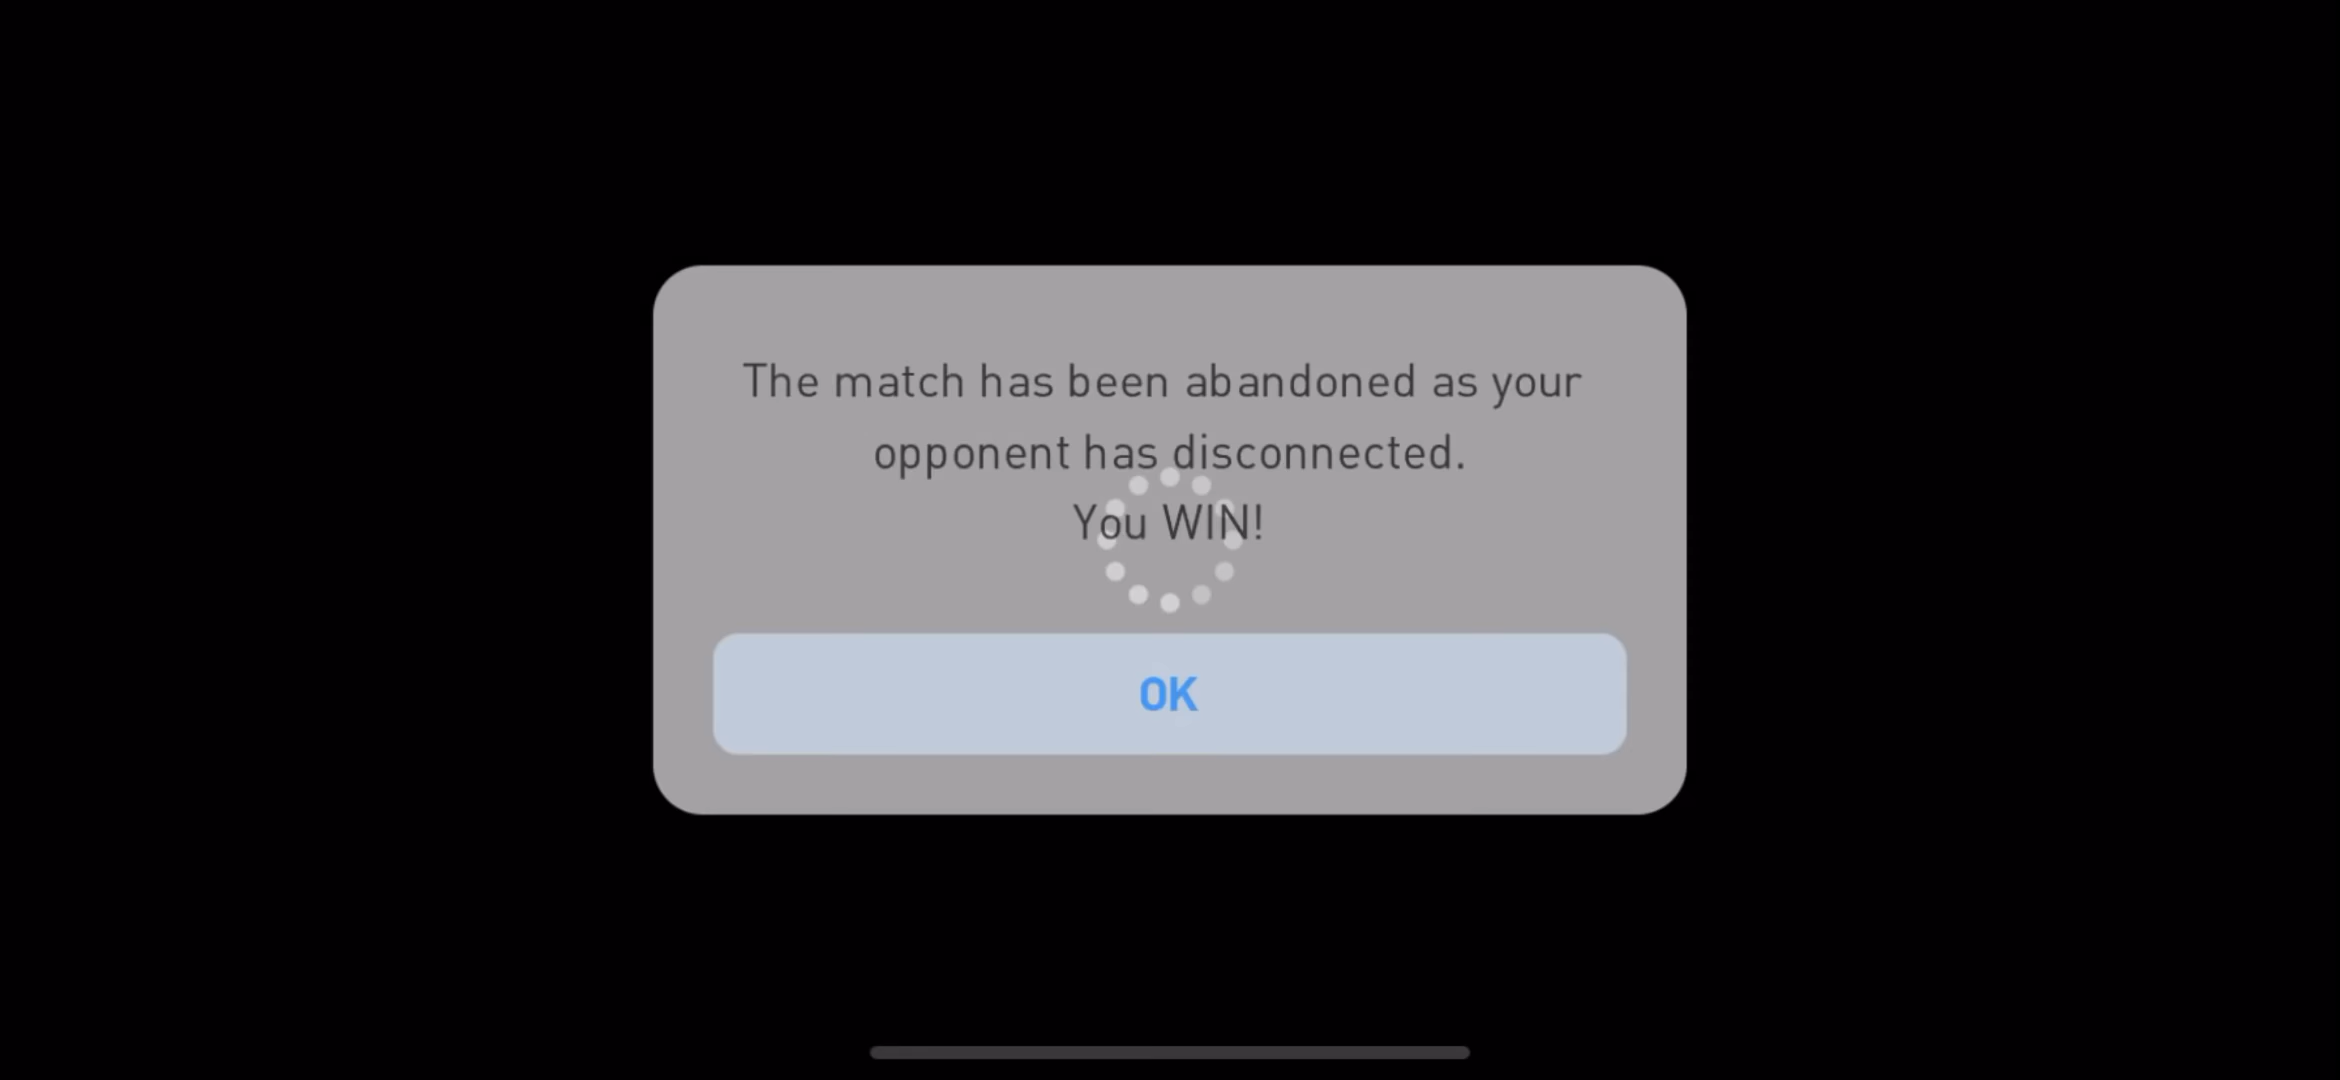 The match has been abandoned as your
opponent has disconnected.
You WIN!
OK